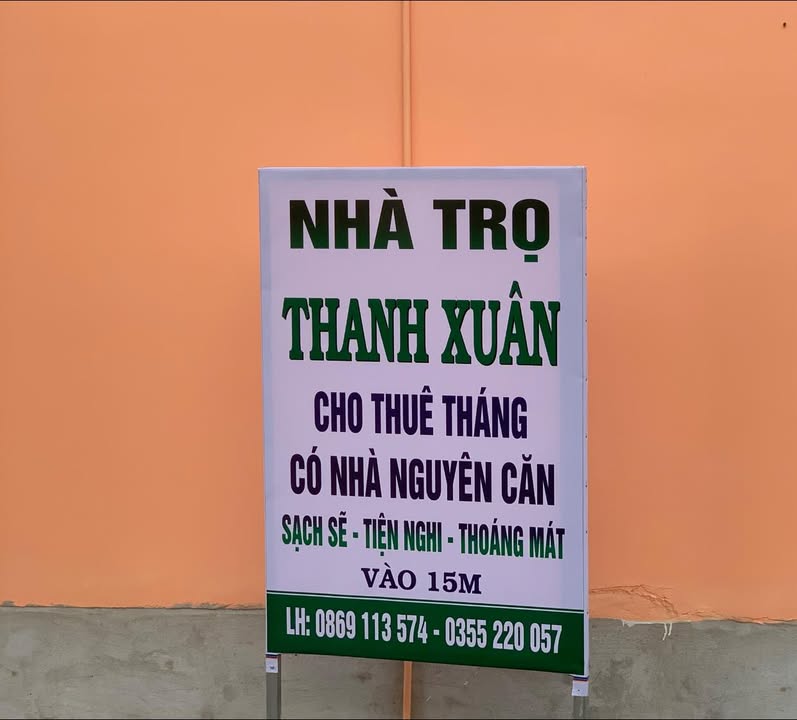 NHÀ TRỌ
THANH XUÂN
CHO THUÊ THÁNG
CÓ NHÀ NGUYÊN CĂN
SẠCH SẼ - TIỆN NGHI - THOÁNG MÁT
VÀO 15M
LH: 0869 113 574 - 0355 220 057